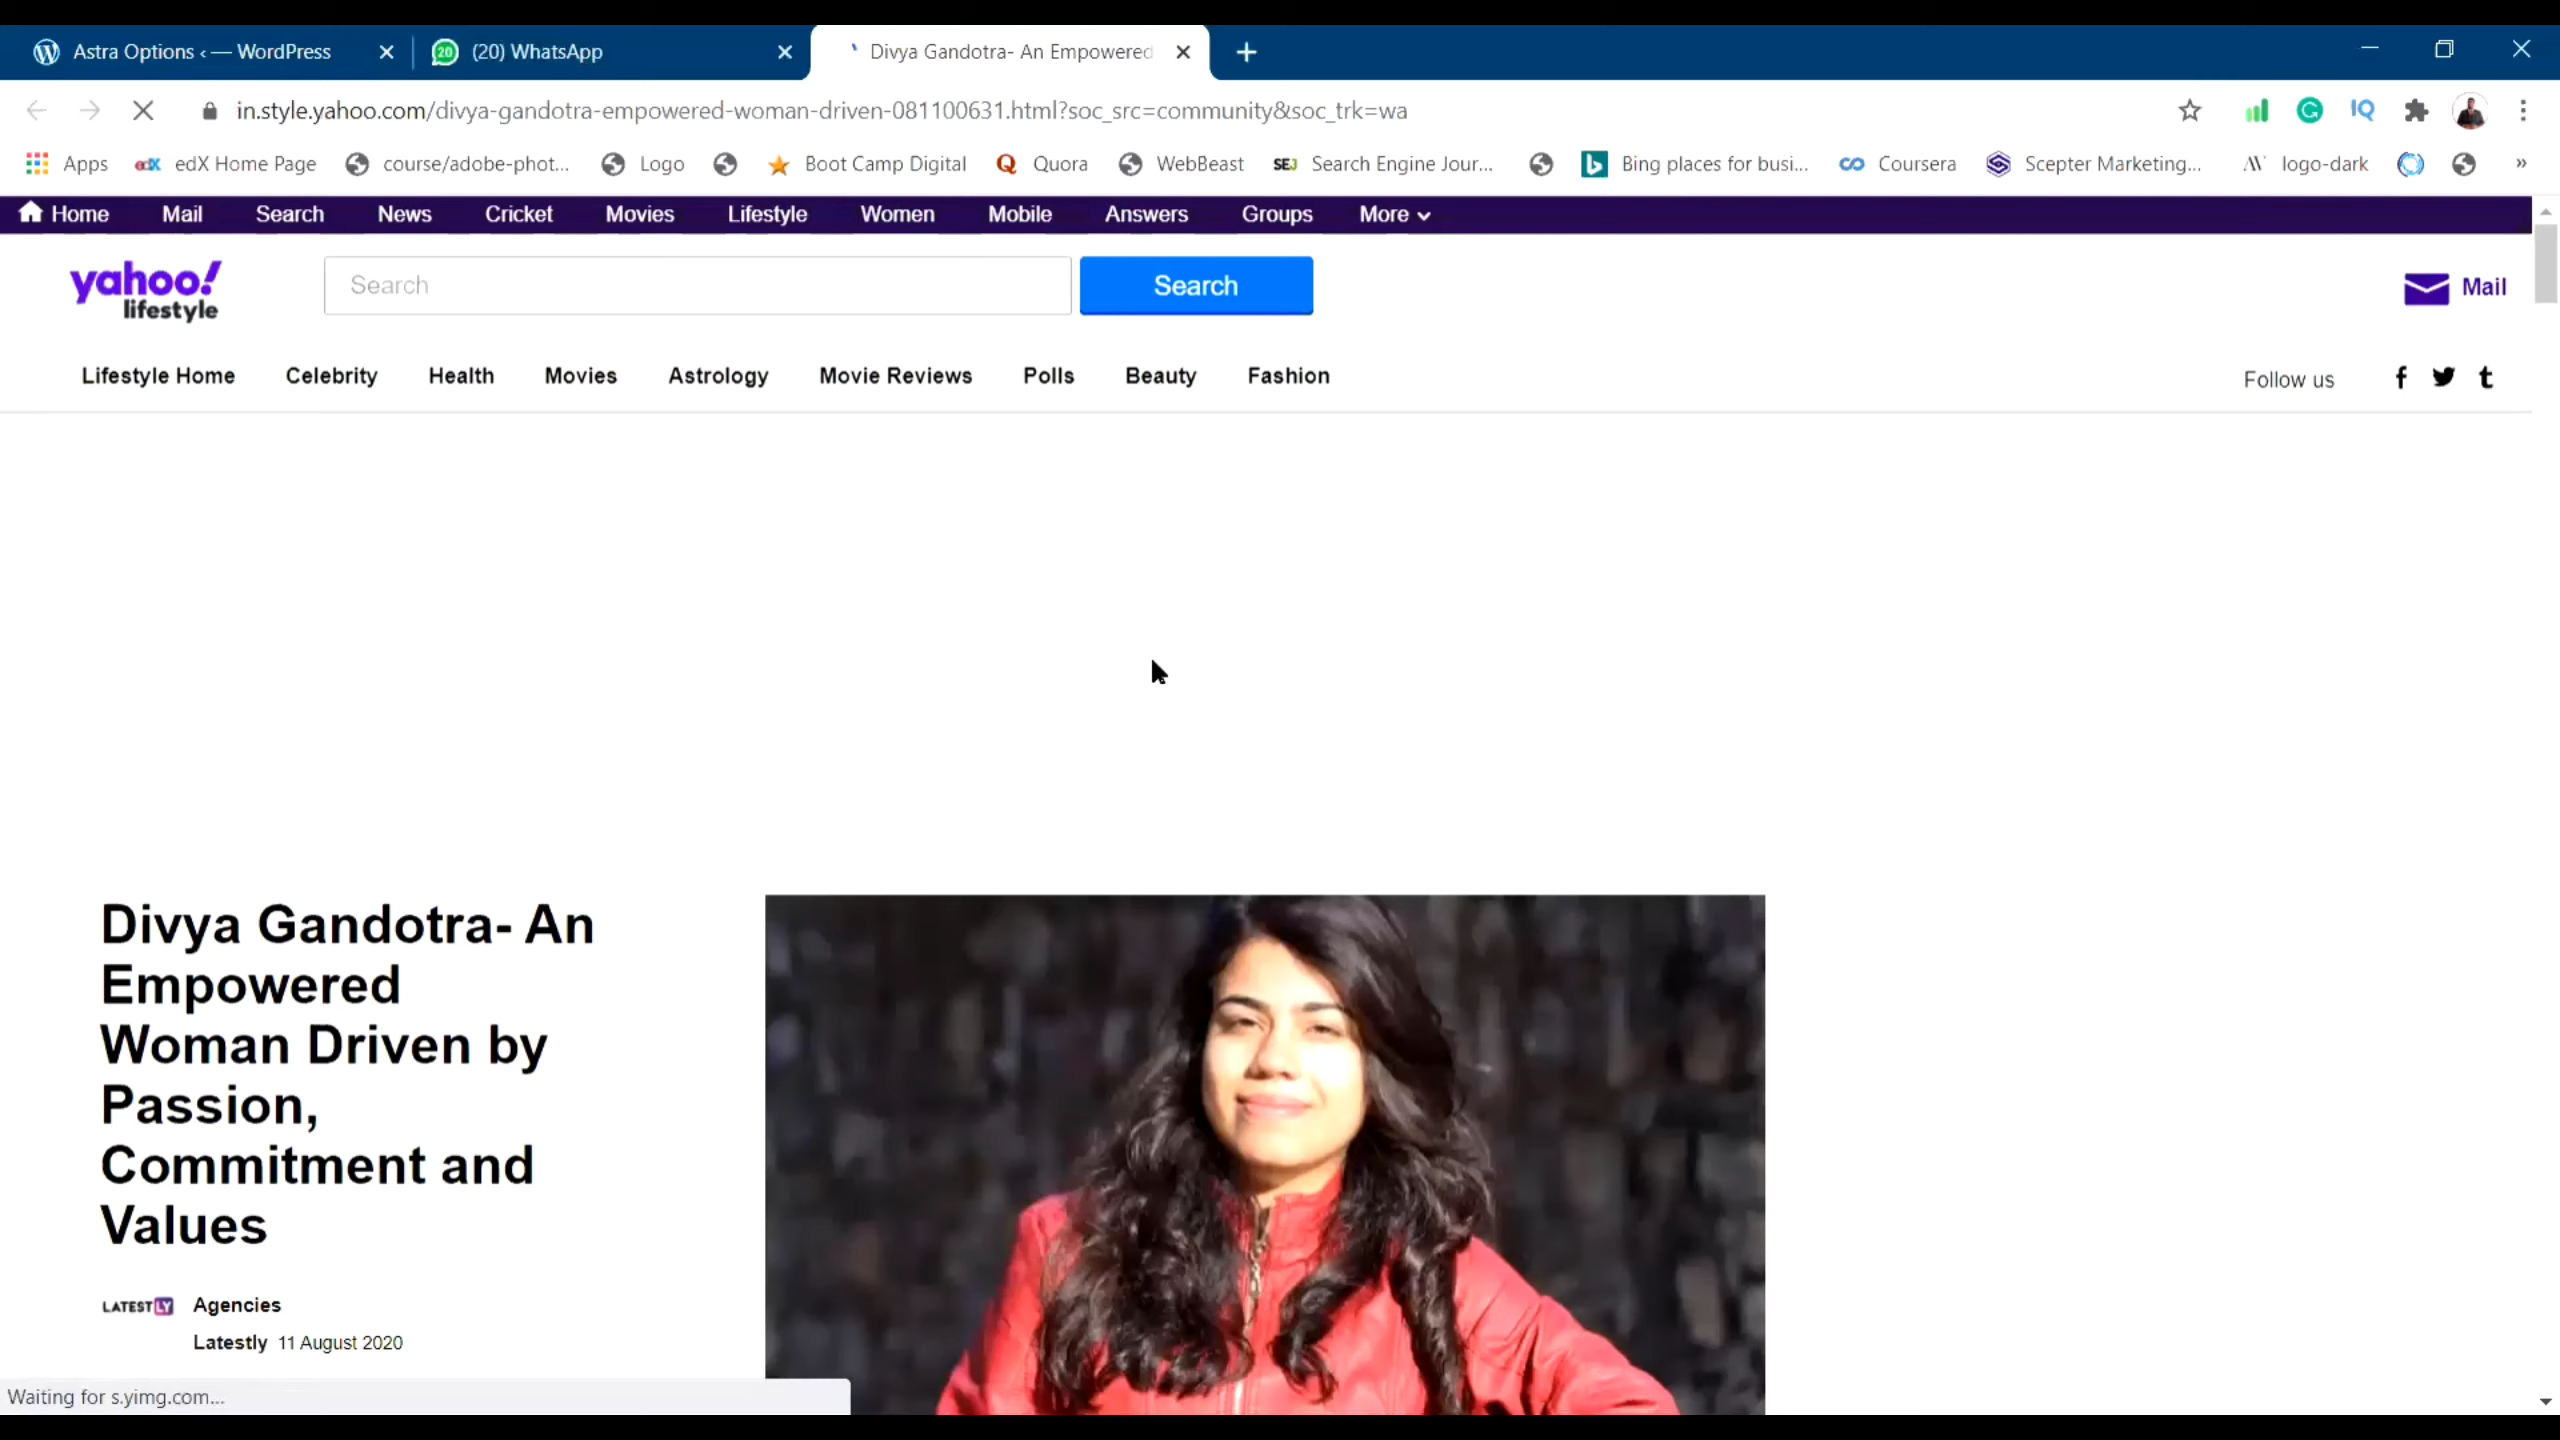 Astra Options ‹ — WordPress
20 (20) WhatsApp
Divya Gandotra- An Empowered
in.style.yahoo.com/divya-gandotra-empowered-woman-driven-081100631.html?soc_src=community&soc_trk=wa
IQ
Apps
edX edX Home Page
course/adobe-phot...
Logo
Boot Camp Digital
Quora
WebBeast
SEJ Search Engine Jour...
Bing places for busi...
Coursera
Scepter Marketing...
logo-dark
»
Home Mail Search News Cricket Movies Lifestyle Women Mobile Answers Groups More
yahoo!
lifestyle
Search
Search
Mail
Lifestyle Home Celebrity Health Movies Astrology Movie Reviews Polls Beauty Fashion
Follow us
Divya Gandotra- An
Empowered
Woman Driven by
Passion,
Commitment and
Values
LATESTLY Agencies
Latestly 11 August 2020
Waiting for s.yimg.com...